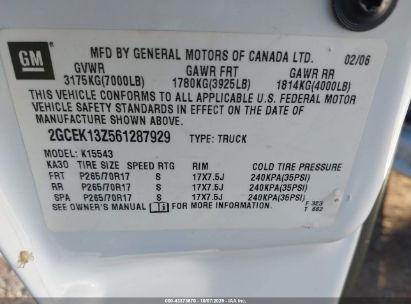 GM
MFD BY GENERAL MOTORS OF CANADA LTD. 02/06
GVWR GAWR FRT GAWR RR
3175KG(7000LB) 1780KG(3925LB) 1814KG(4000LB)
THIS VEHICLE CONFORMS TO ALL APPLICABLE U.S. FEDERAL MOTOR
VEHICLE SAFETY STANDARDS IN EFFECT ON THE DATE OF
MANUFACTURE SHOWN ABOVE.
2GCEK13Z561287929 TYPE: TRUCK
MODEL: K15543
KA30 TIRE SIZE SPEED RTG RIM COLD TIRE PRESSURE
FRT P265/70R17 S 17X7.5J 240KPA(35PSI)
RR P265/70R17 S 17X7.5J 240KPA(35PSI)
SPA P265/70R17 S 17X7.5J 240KPA(35PSI)
SEE OWNER'S MANUAL FOR MORE INFORMATION.
F 3E3
T 662